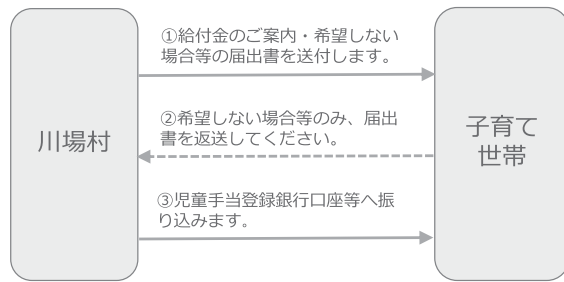 ①給付金のご案内・希望しない
場合等の届出書を送付します。
川場村
②希望しない場合等のみ、届出
書を返送してください。
子育て
世帯
③児童手当登録銀行口座等へ振
り込みます。